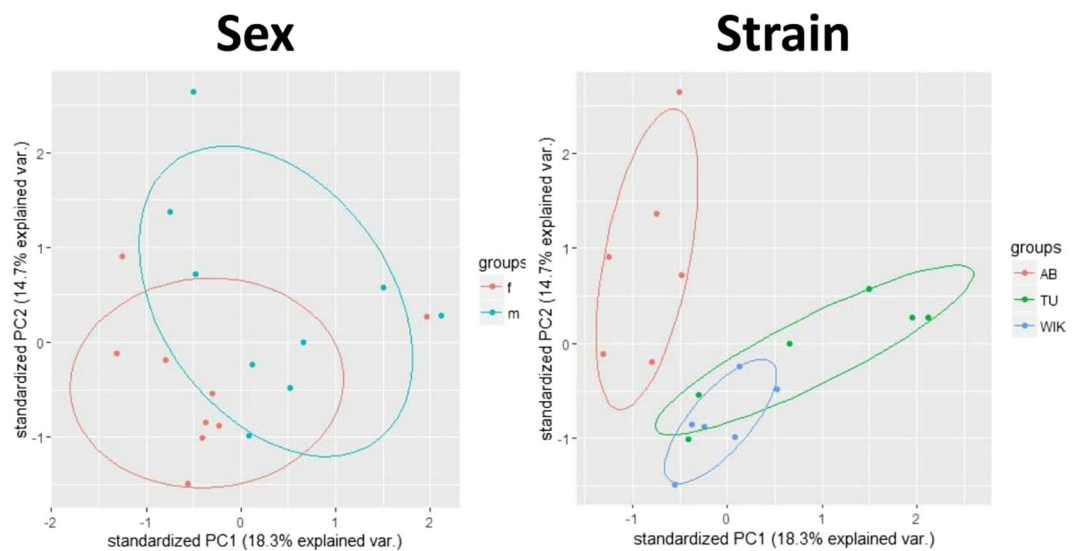 Sex
Strain
standardized PC2 (14.7% explained var.)
2
1
0
-1
-2
-1
0
1
2
standardized PC1 (18.3% explained var.)
groups
f
m
standardized PC2 (14.7% explained var.)
2
1
0
-1
-1
0
1
2
standardized PC1 (18.3% explained var.)
groups
AB
TU
WIK